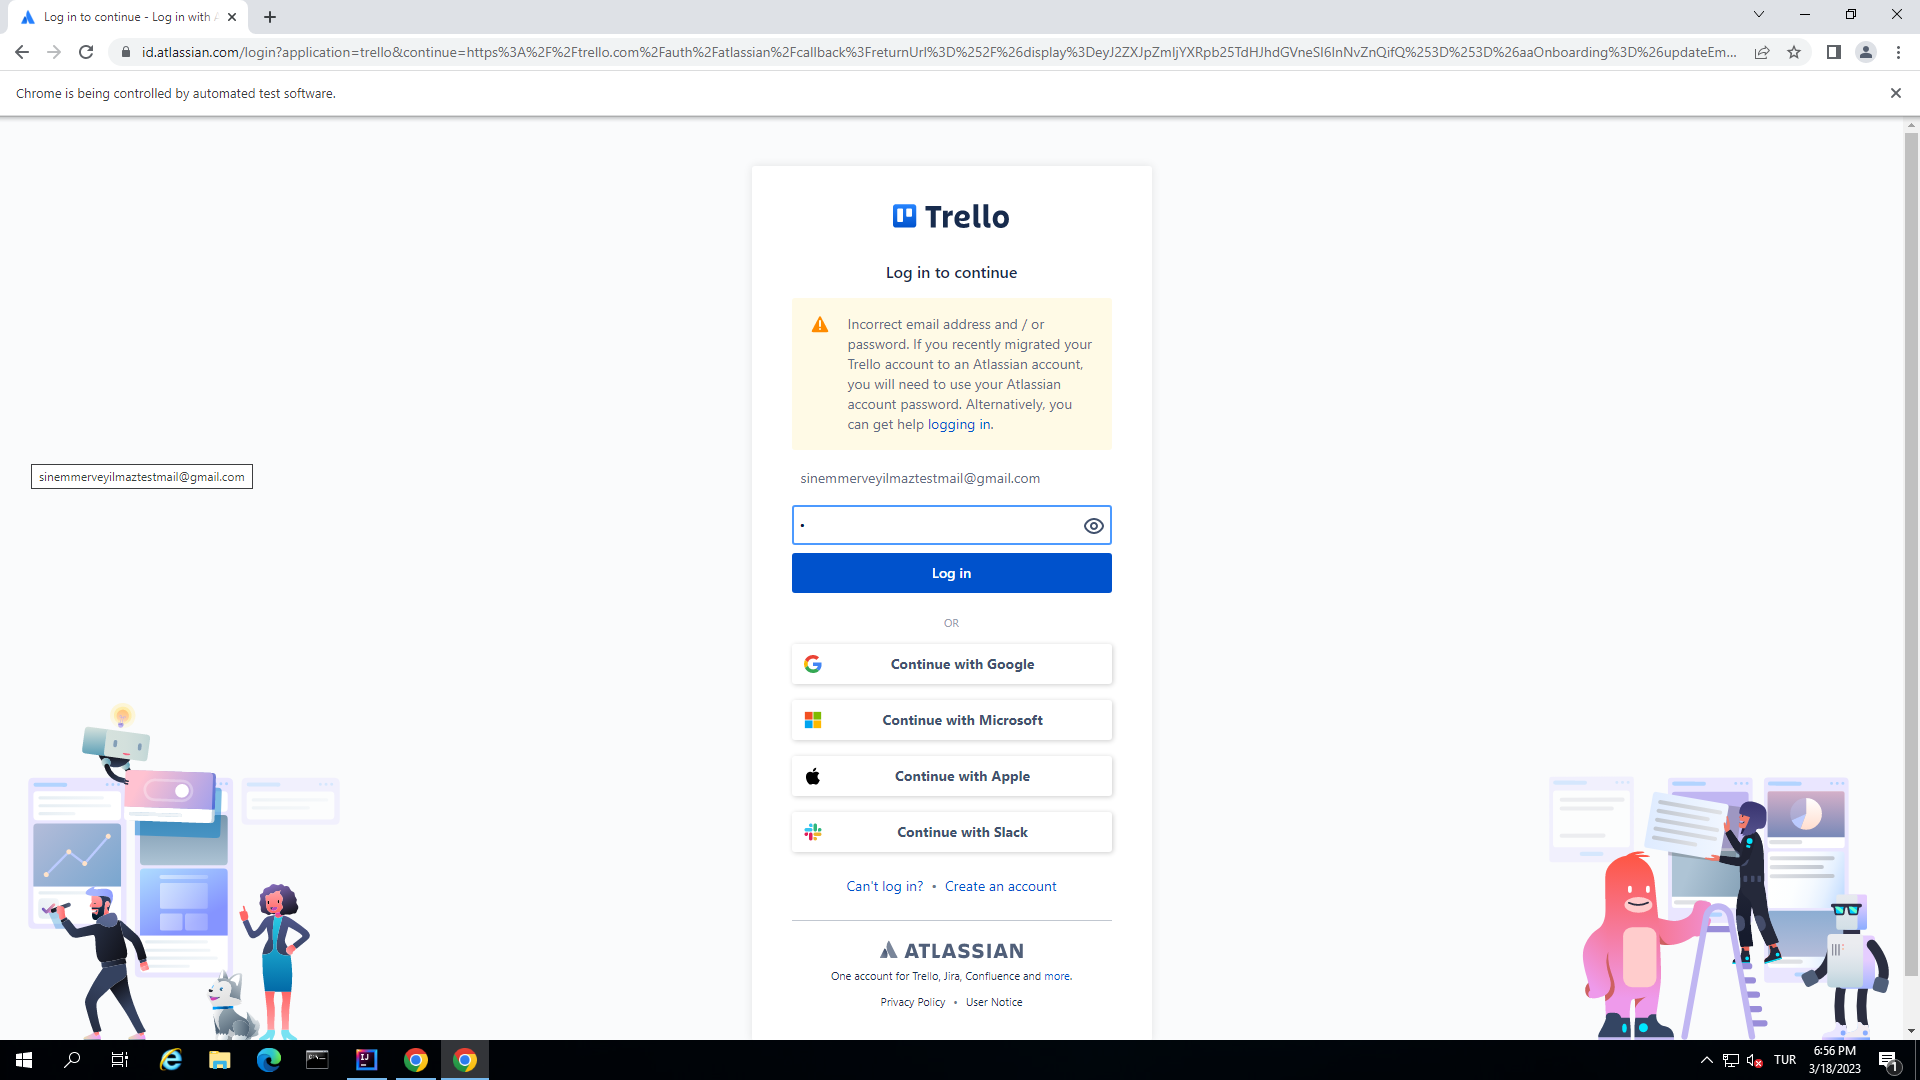 Log in to continue - Log in with A
id.atlassian.com/login?application=trello&continue=https%3A%2F%2Ftrello.com%2Fauth%2Fatlassian%2Fcallback%3FreturnUrl%3D%252F%26display%3DeyJ2ZXJpZmljYXRpb25TdHJhdGVneSI6InNvZnQifQ%253D%253D%26aaOnboarding%3D%26updateEm...
Chrome is being controlled by automated test software.
Trello
Log in to continue
Incorrect email address and / or
password. If you recently migrated your
Trello account to an Atlassian account,
you will need to use your Atlassian
account password. Alternatively, you
can get help logging in.
sinemmerveyilmaztestmail@gmail.com
sinemmerveyilmaztestmail@gmail.com
•
Log in
OR
Continue with Google
Continue with Microsoft
Continue with Apple
Continue with Slack
Can't log in? • Create an account
ATLASSIAN
One account for Trello, Jira, Confluence and more.
Privacy Policy • User Notice
TUR
6:56 PM
3/18/2023
1